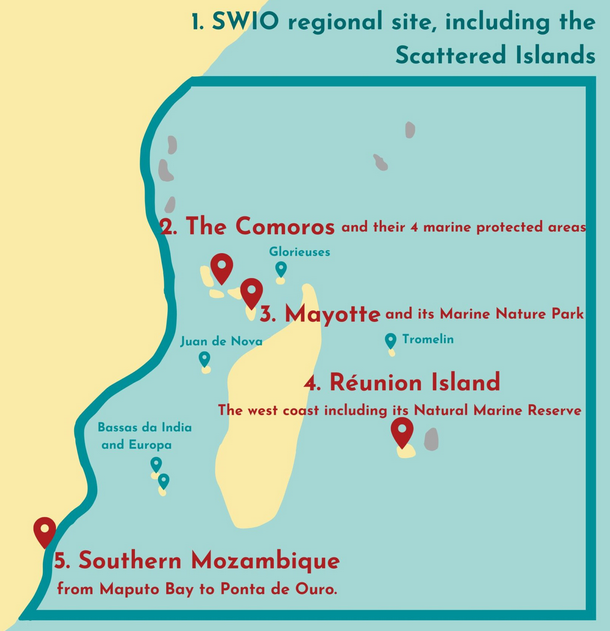 1. SWIO regional site, including the
Scattered Islands
2. The Comoros and their 4 marine protected areas
Glorieuses
3. Mayotte and its Marine Nature Park
Juan de Nova
Tromelin
4. Réunion Island
The west coast including its Natural Marine Reserve
Bassas da India
and Europa
5. Southern Mozambique
from Maputo Bay to Ponta de Ouro.